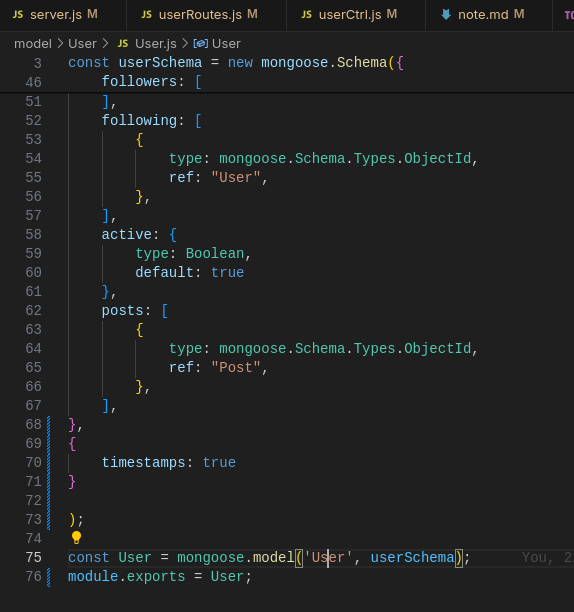 JS server.js M JS userRoutes.js M JS userCtrl.js M note.md M
model > User > JS User.js > User
3 const userSchema = new mongoose.Schema({
46 followers: [
51 ],
52 following: [
53 {
54 type: mongoose.Schema.Types.ObjectId,
55 ref: "User",
56 },
57 ],
58 active: {
59 type: Boolean,
60 default: true
61 },
62 posts: [
63 {
64 type: mongoose.Schema.Types.ObjectId,
65 ref: "Post",
66 },
67 ],
68 },
69 {
70 timestamps: true
71 }
72
73 );
74
75 const User = mongoose.model('User', userSchema); You, 2
76 module.exports = User;